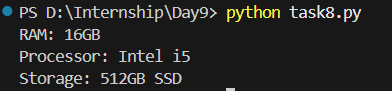 PS D:\Internship\Day9> python task8.py
RAM: 16GB
Processor: Intel i5
Storage: 512GB SSD